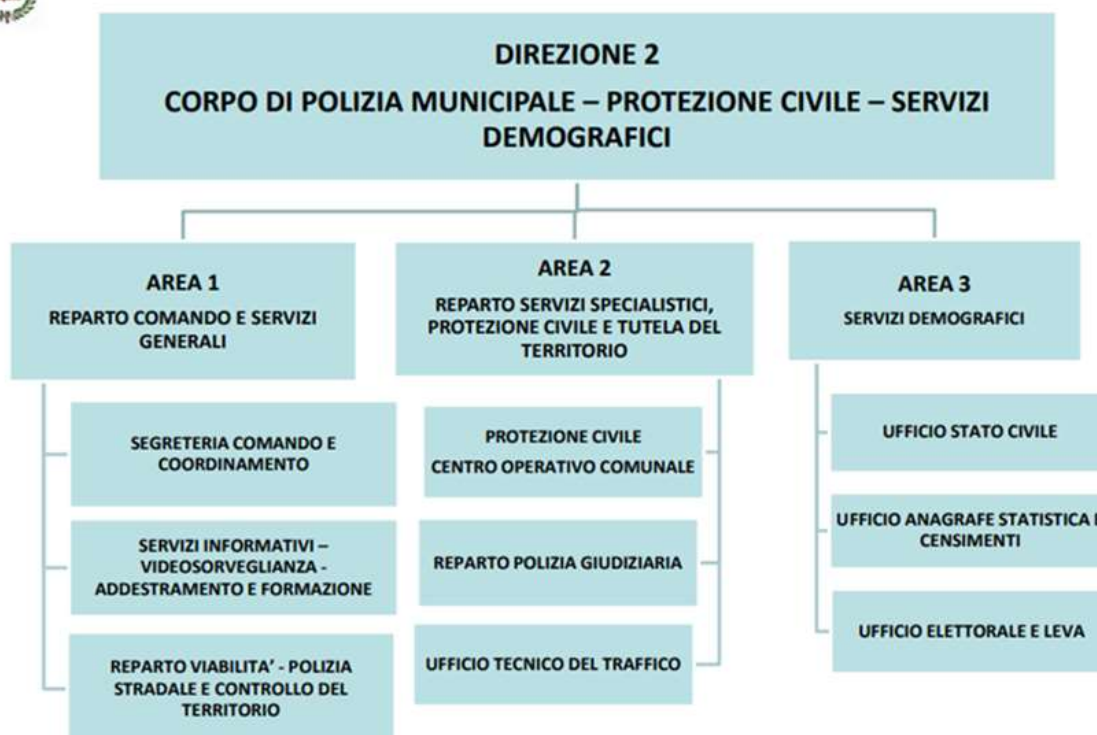 DIREZIONE 2
CORPO DI POLIZIA MUNICIPALE – PROTEZIONE CIVILE – SERVIZI
DEMOGRAFICI
AREA 1
REPARTO COMANDO E SERVIZI
GENERALI
SEGRETERIA COMANDO E
COORDINAMENTO
SERVIZI INFORMATIVI –
VIDEOSORVEGLIANZA -
ADDESTRAMENTO E FORMAZIONE
REPARTO VIABILITA’ - POLIZIA
STRADALE E CONTROLLO DEL
TERRITORIO
AREA 2
REPARTO SERVIZI SPECIALISTICI,
PROTEZIONE CIVILE E TUTELA DEL
TERRITORIO
PROTEZIONE CIVILE
CENTRO OPERATIVO COMUNALE
REPARTO POLIZIA GIUDIZIARIA
UFFICIO TECNICO DEL TRAFFICO
AREA 3
SERVIZI DEMOGRAFICI
UFFICIO STATO CIVILE
UFFICIO ANAGRAFE STATISTICA
CENSIMENTI
UFFICIO ELETTORALE E LEVA